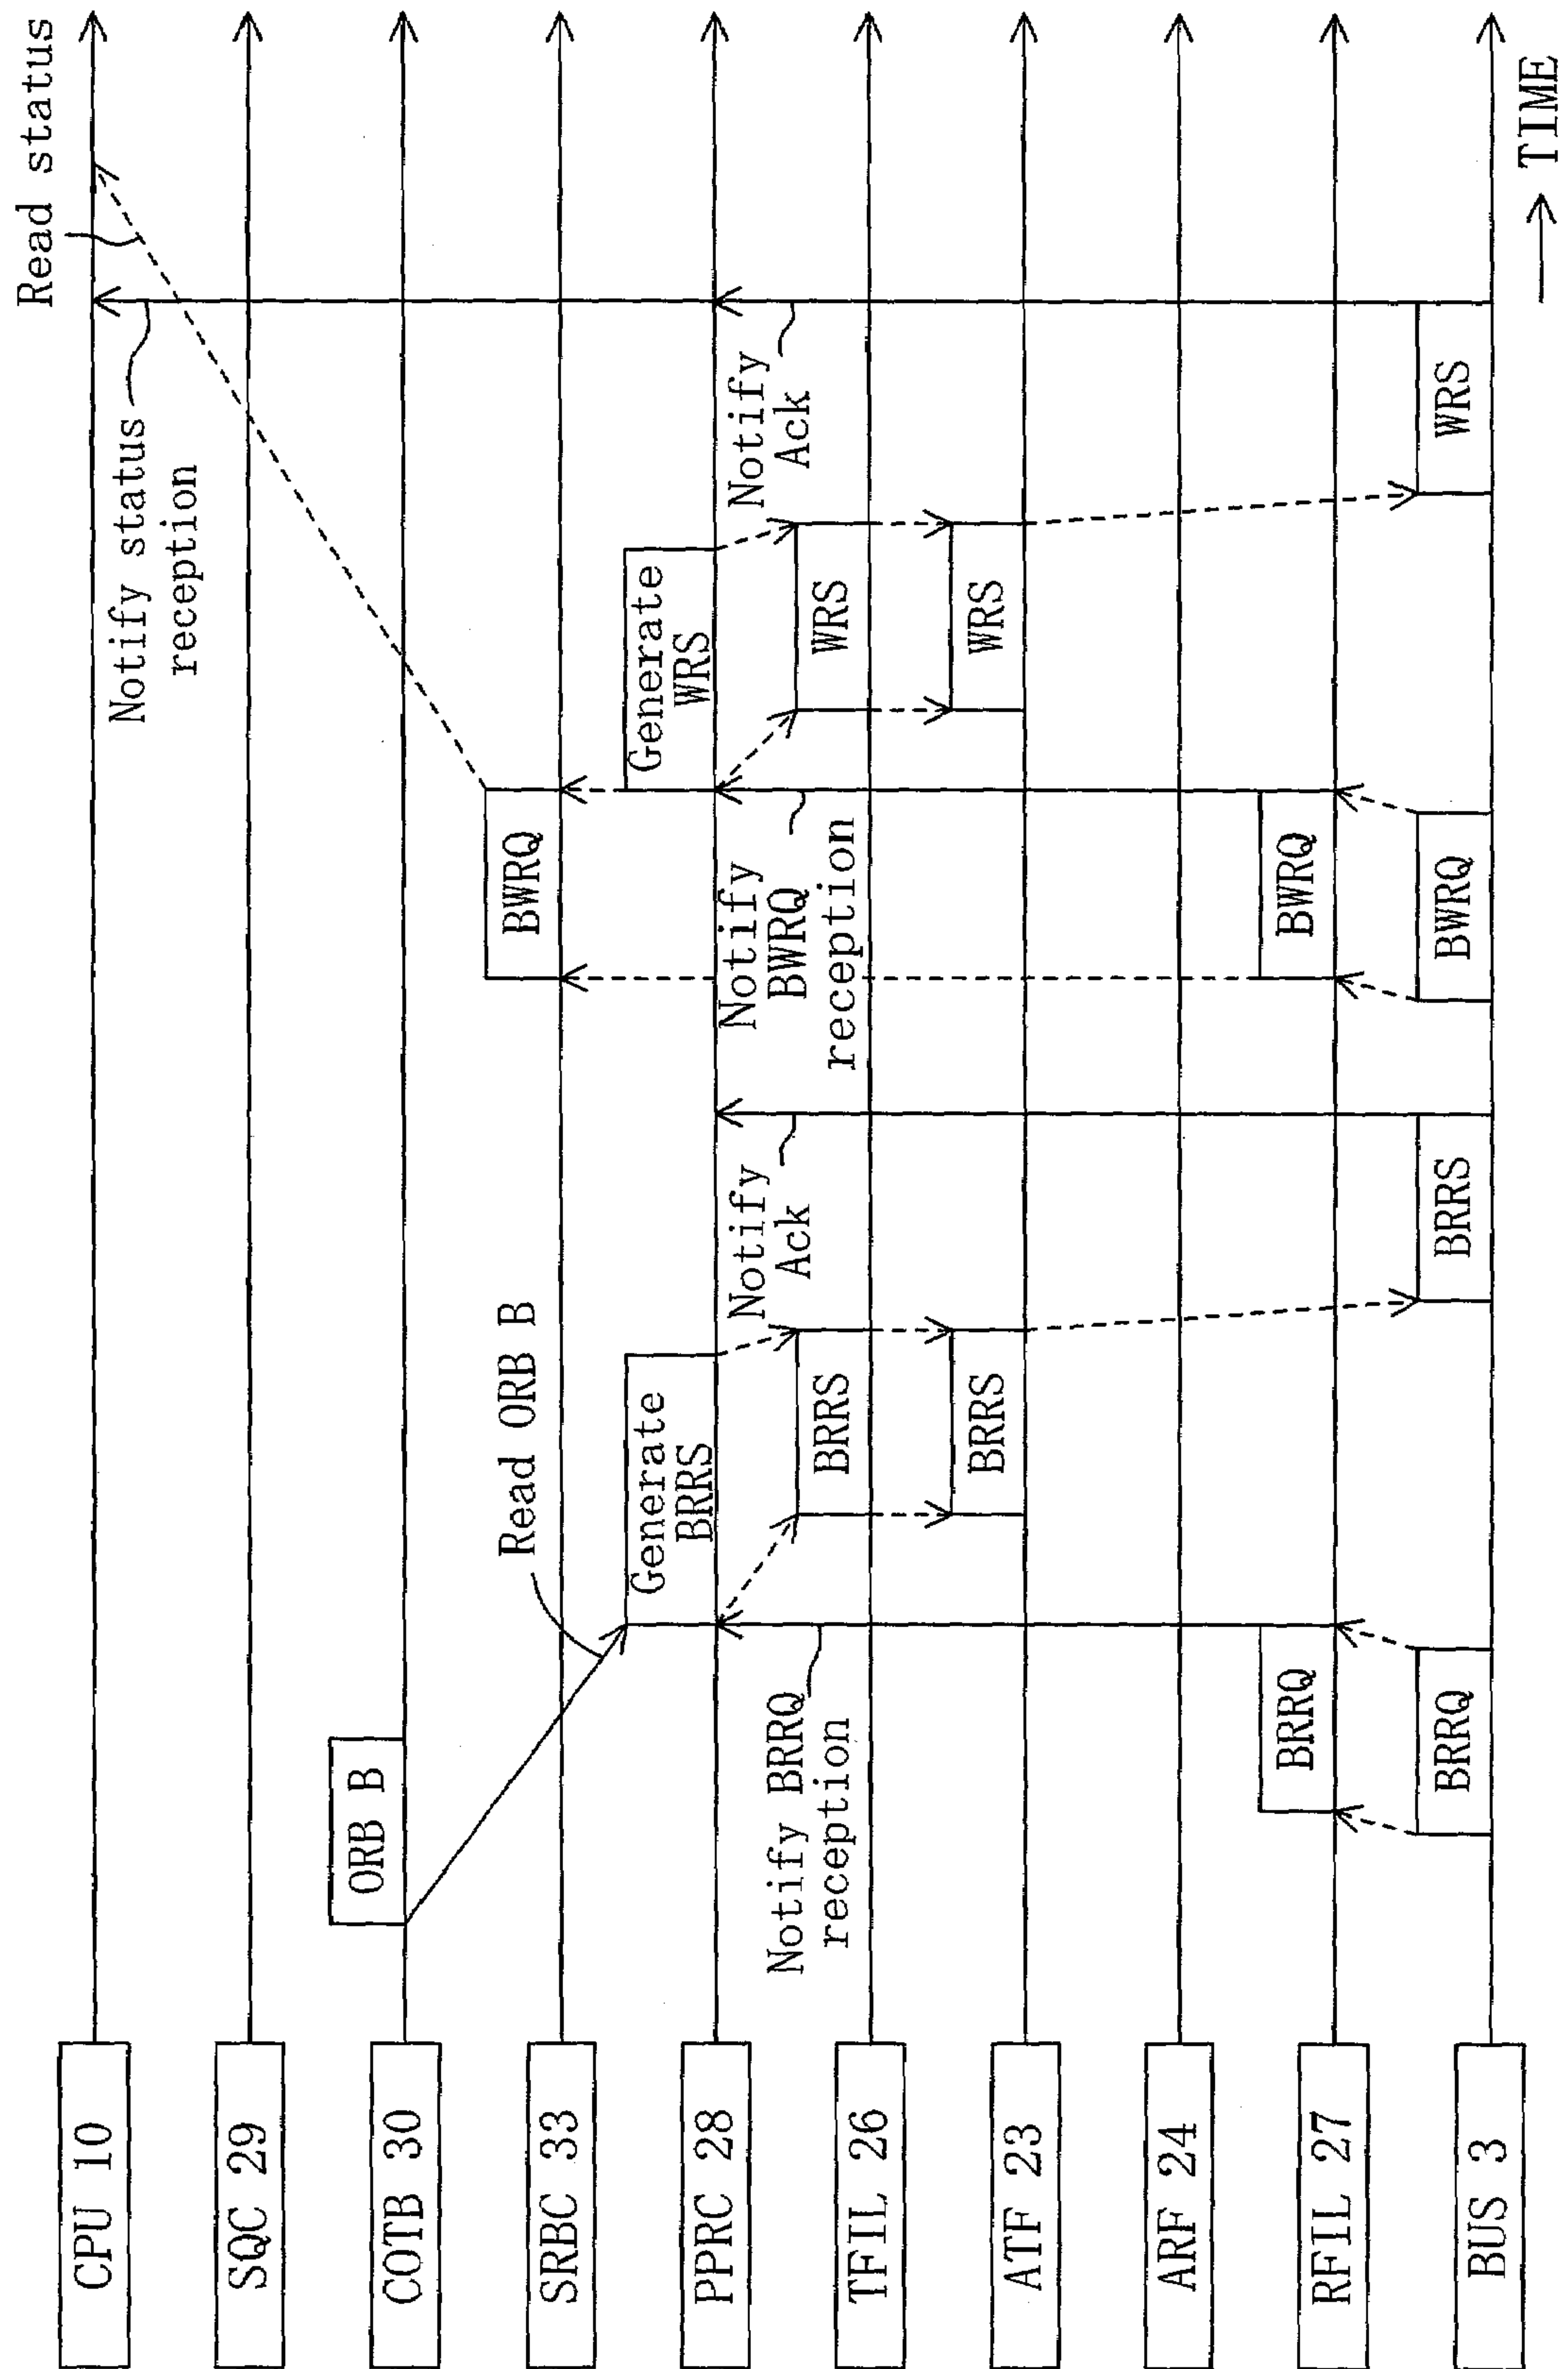 CPU 10
SQC 29
COTB 30
SRBC 33
PPRC 28
TFIL 26
ATF 23
ARF 24
RFIL 27
BUS 3
Read status
Notify status
reception
ORB B
Read ORB B
BWRQ
Generate
BRRS
Generate
WRS
Notify BRRQ
reception
Notify
Ack
Notify
BWRQ
reception
Notify
Ack
BRRS
WRS
BRRS
WRS
BRRQ
BWRQ
BRRQ
BRRS
BWRQ
WRS
TIME